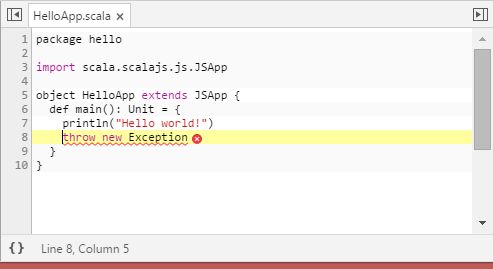 HelloApp.scala ×
1 package hello
2
3 import scala.scalajs.js.JSApp
4
5 object HelloApp extends JSApp {
6   def main(): Unit = {
7     println("Hello world!")
8     throw new Exception
9   }
10 }
{} Line 8, Column 5